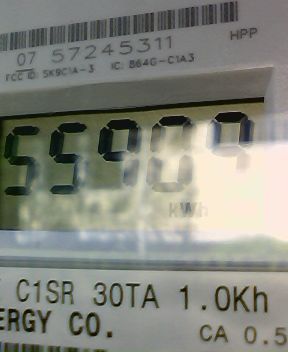 07 57245311 HPP
FCC ID: SK9C1A-3 IC: 864G-C1A3
55909
kWh
C1SR 30TA 1.0Kh
ERGY CO. CA 0.5